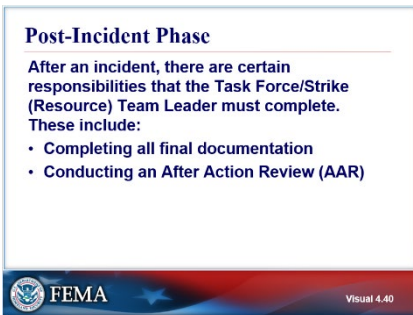 Post-Incident Phase
After an incident, there are certain
responsibilities that the Task Force/Strike
(Resource) Team Leader must complete.
These include:
• Completing all final documentation
• Conducting an After Action Review (AAR)
FEMA
Visual 4.40